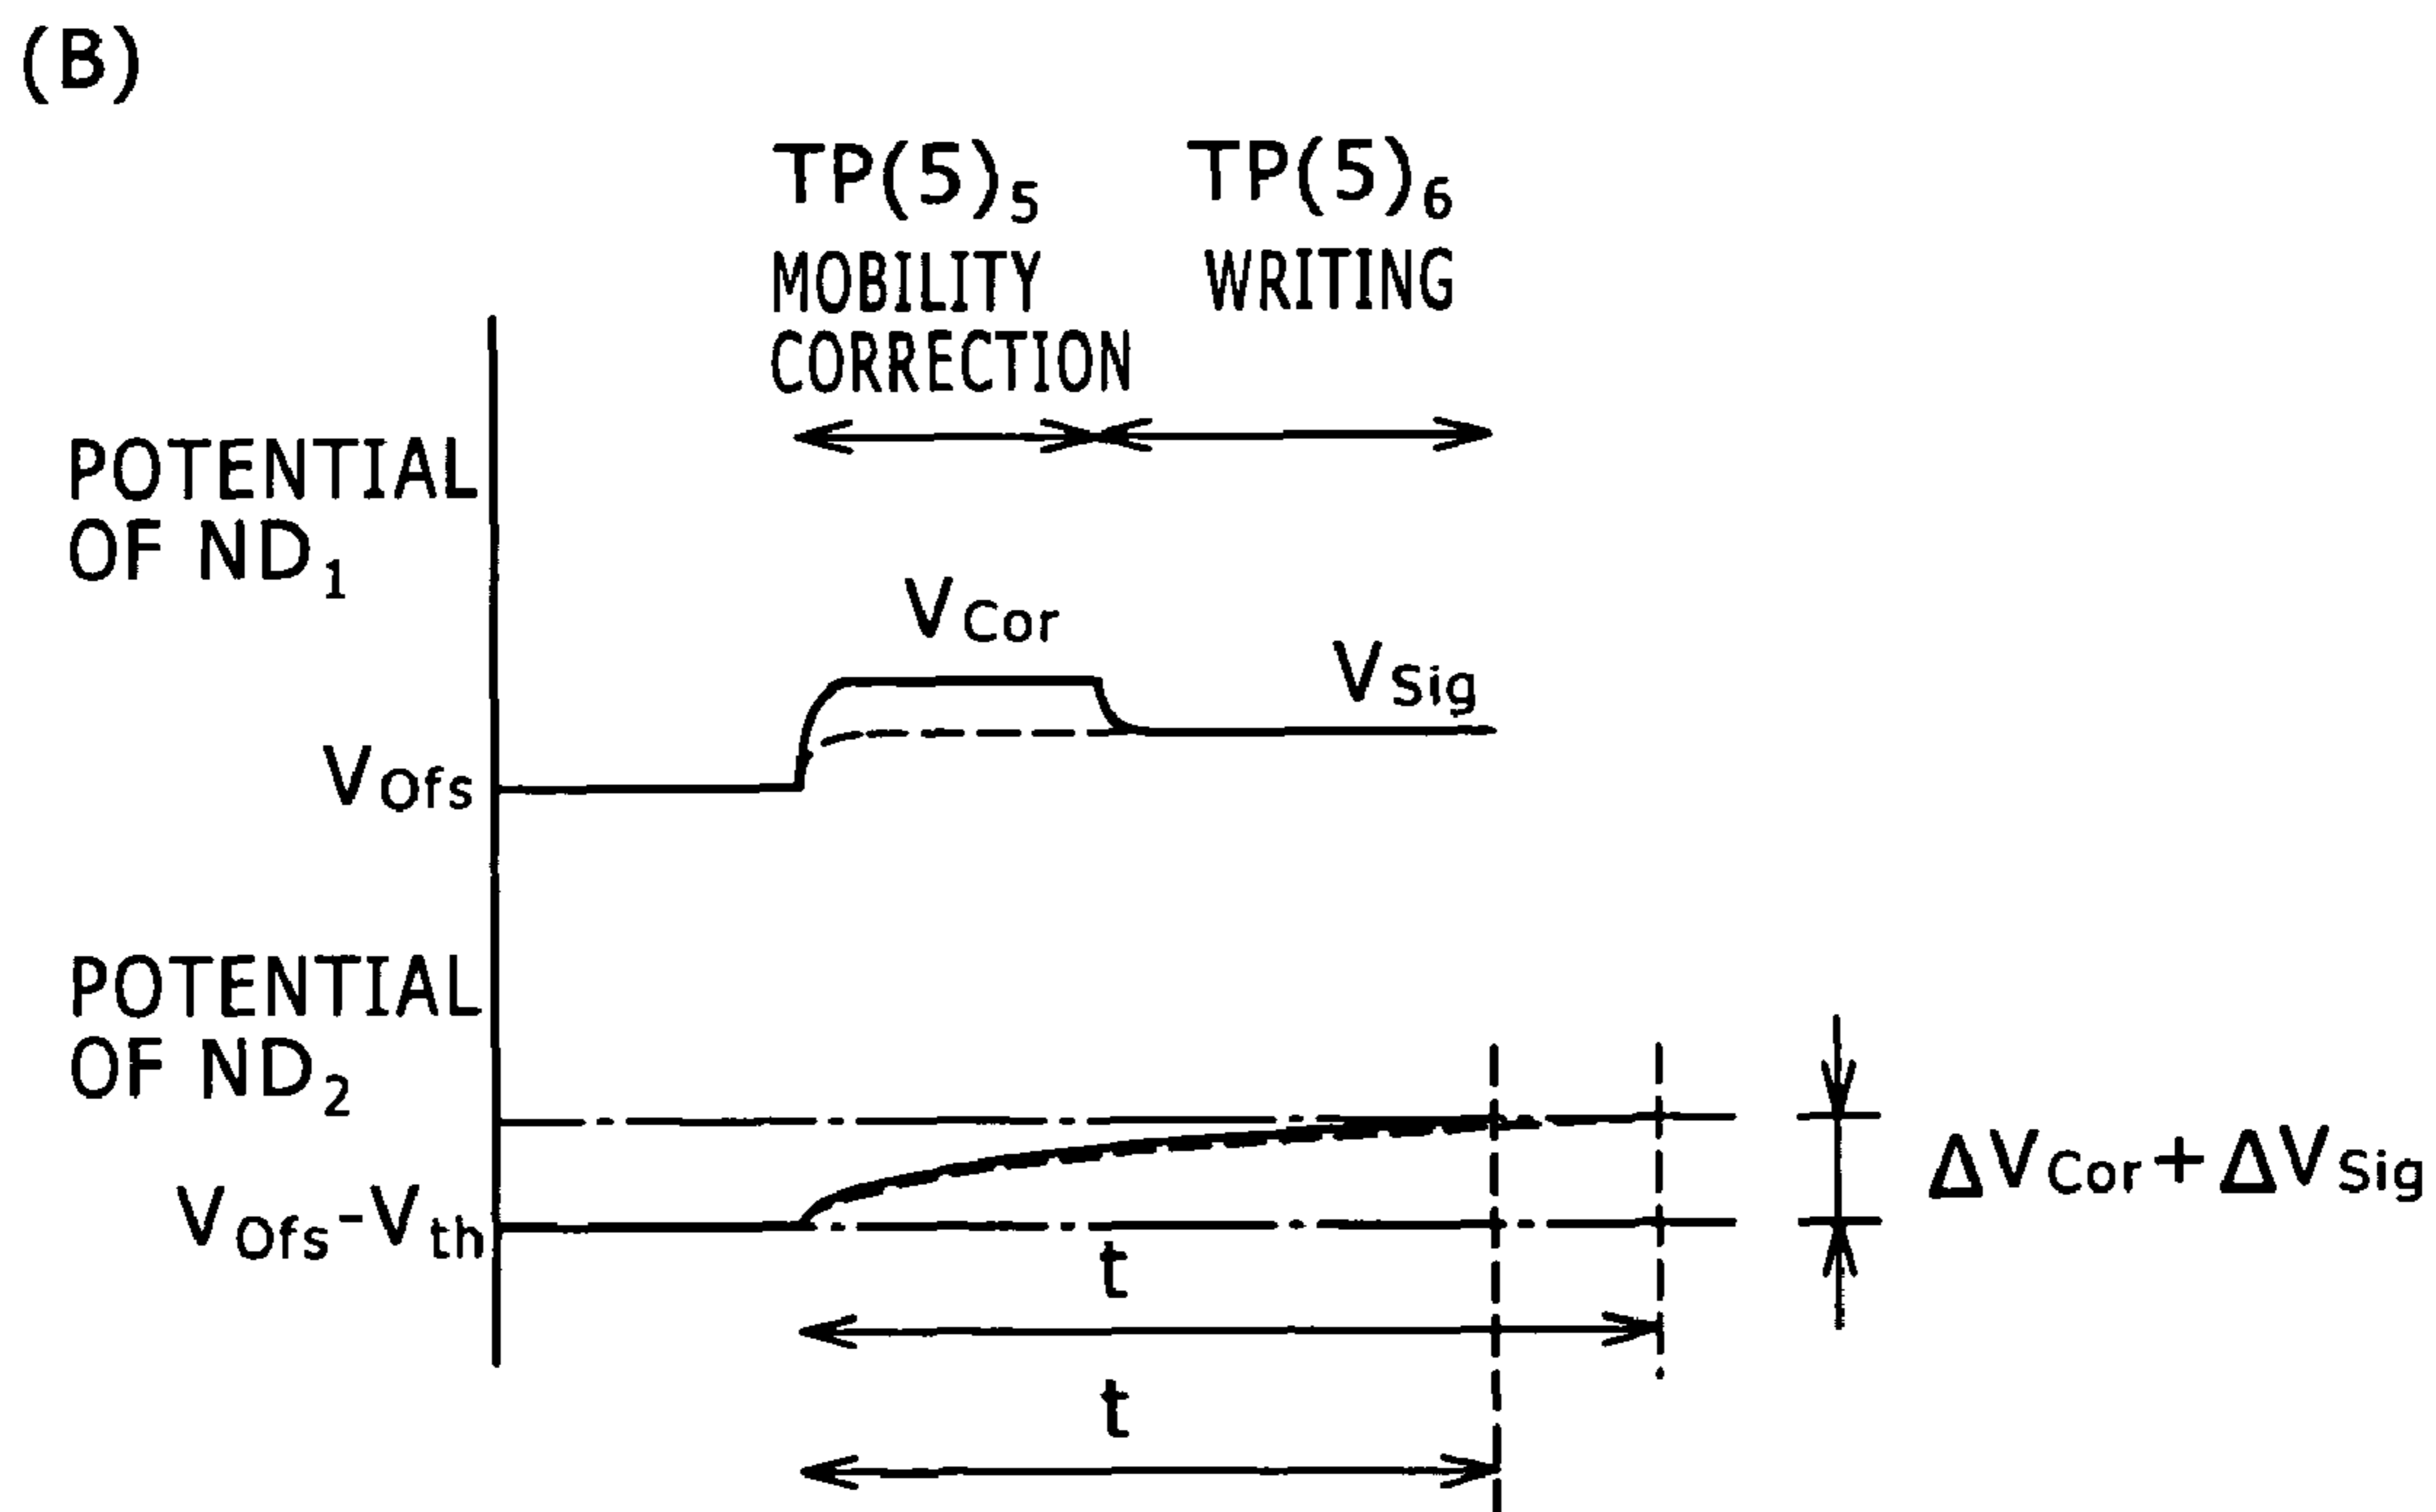 (B)
TP(5)₅ TP(5)₆
MOBILITY WRITING
CORRECTION
POTENTIAL
OF ND₁
VCor
VSig
VOfs
POTENTIAL
OF ND₂
ΔVCor+ΔVSig
VOfs-Vth
t
t